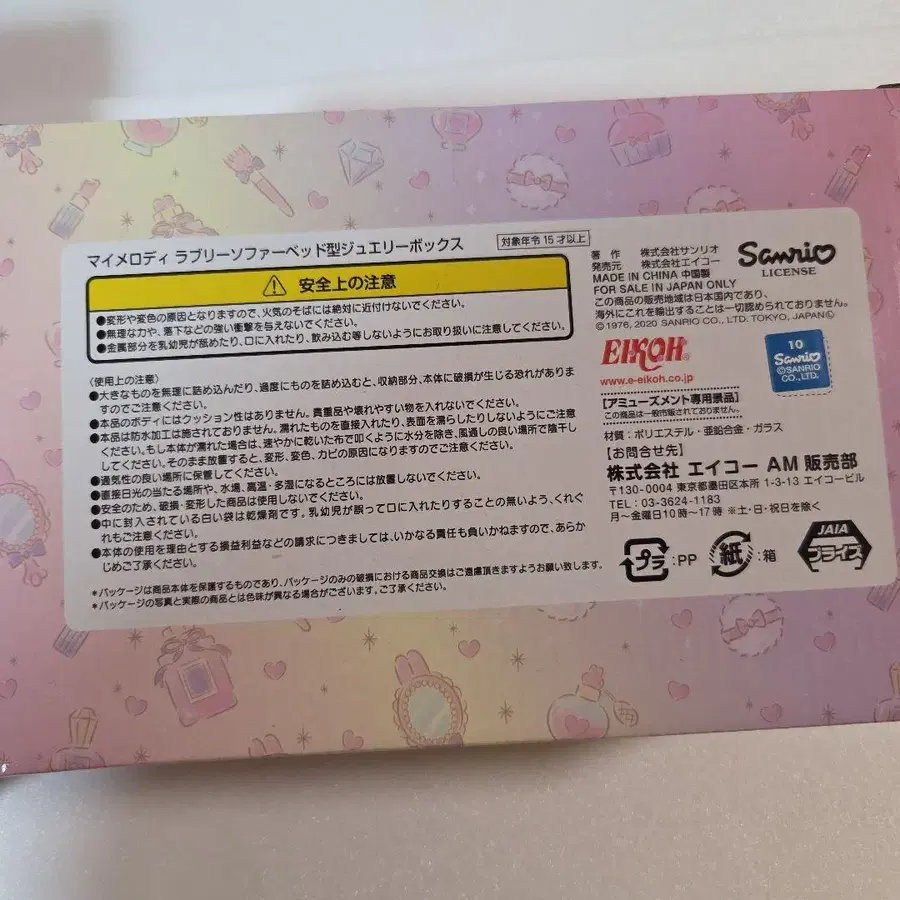 マイメロディ ラブリーソファーベッド型ジュエリーボックス
対象年令15才以上
安全上の注意
●変形や変色の原因となりますので、火気のそばには絶対に近付けないでください。
●無理な力や、落下などの強い衝撃を与えないでください。
●金属部分を乳幼児が舐めたり、口に入れたり、飲み込む等しないようにお取り扱いに注意してください。
〈使用上の注意〉
●大きなものを無理に詰め込んだり、過度にものを詰め込むと、収納部分、本体に破損が生じる恐れがありま
すのでご注意ください。
●本品のボディにはクッション性はありません。貴重品や壊れやすい物を入れないでください。
●本品は防水加工は施されておりません。濡れたものを直接入れたり、表面を濡らしたりしないようにご注意
ください。もし本体が濡れた場合は、速やかに乾いた布で叩くように水分を除き、風通しの良い場所で陰干し
してください。そのまま放置すると、変形、変色、カビの原因になりますのでご注意ください。
●通気性の良い場所に保管してください。
●直接日光の当たる場所や、水場、高温・多湿になるところには放置しないでください。
●安全のため、破損・変形した商品は使用しないでください。
●中に封入されている白い袋は乾燥剤です。乳幼児が誤って口に入れたりすることの無いよう、くれぐ
れもご注意ください。
●本体の使用を理由とする損益利益などの請求につきましては、いかなる責任も負いかねますので、あらか
じめご了承ください。
*パッケージは商品本体を保護するものであり、パッケージのみの破損における商品交換はご遠慮頂きますようお願い致します。
*パッケージの写真と実際の商品とは色味が異なる場合がございます。ご了承ください。
著作 株式会社サンリオ
発売元 株式会社エイコー
MADE IN CHINA 中国製
FOR SALE IN JAPAN ONLY
この商品の販売地域は日本国内であり、
海外にこれを輸出することは一切認められておりません。
© 1976, 2020 SANRIO CO., LTD. TOKYO, JAPAN Ⓛ
Sanrio
LICENSE
EIKOH®
www.e-eikoh.co.jp
10
Sanrio
©SANRIO
CO., LTD.
【アミューズメント専用景品】
この商品は一般市販されておりません。
材質：ポリエステル・亜鉛合金・ガラス
【お問合せ先】
株式会社 エイコー AM 販売部
〒130-0004 東京都墨田区本所 1-3-13 エイコービル
TEL : 03-3624-1183
月～金曜日10時～17時 ※土・日・祝日を除く
プラ :PP
紙 :箱
JAIA
プライズ